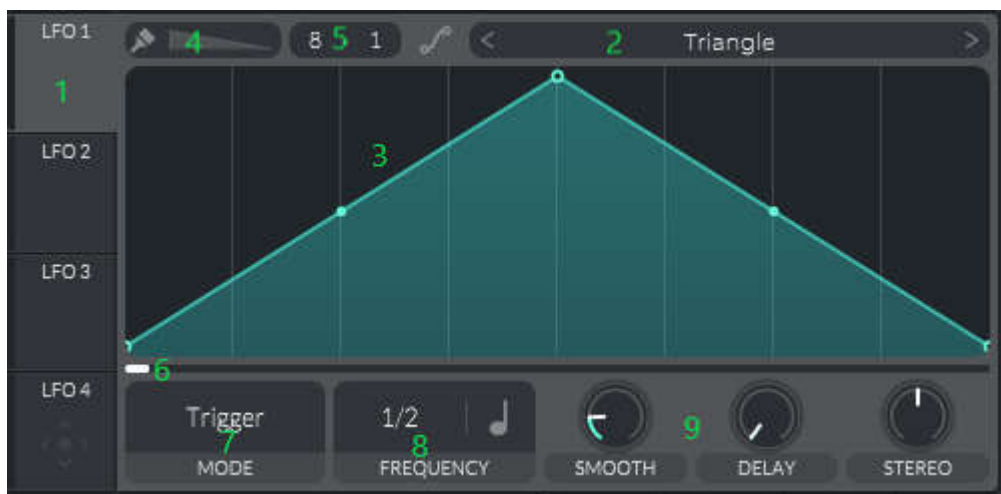 LFO 1
4
8 5 1
< 2 Triangle >
1
LFO 2
3
LFO 3
6
LFO 4
Trigger
7
MODE
1/2
8
FREQUENCY
9
SMOOTH
DELAY
STEREO